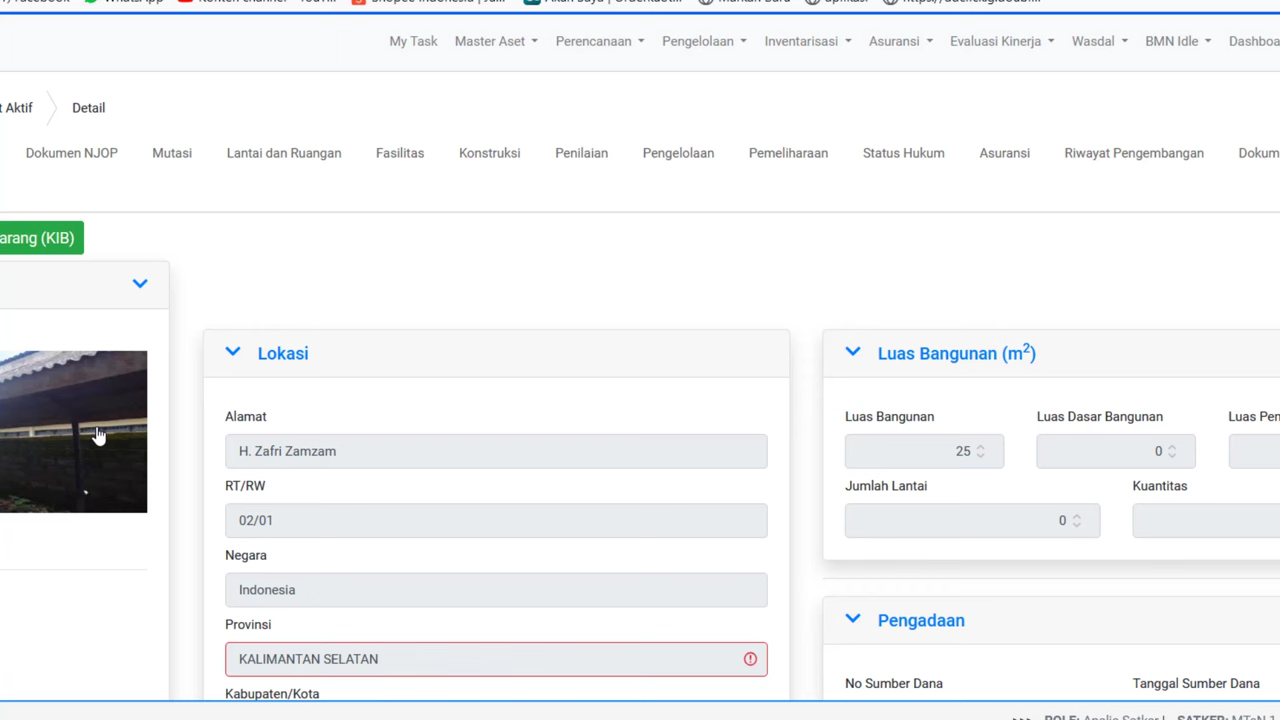 My Task Master Aset Perencanaan Pengelolaan Inventarisasi Asuransi Evaluasi Kinerja Wasdal BMN Idle
Aktif Detail
Dokumen NJOP Mutasi Lantai dan Ruangan Fasilitas Konstruksi Penilaian Pengelolaan Pemeliharaan Status Hukum Asuransi Riwayat Pengembangan Dokum
arang (KIB)
Lokasi
Alamat
H. Zafri Zamzam
RT/RW
02/01
Negara
Indonesia
Provinsi
KALIMANTAN SELATAN
Kabupaten/Kota
Luas Bangunan (m²)
Luas Bangunan Luas Dasar Bangunan Luas Pen
25 0
Jumlah Lantai Kuantitas
0
Pengadaan
No Sumber Dana Tanggal Sumber Dana